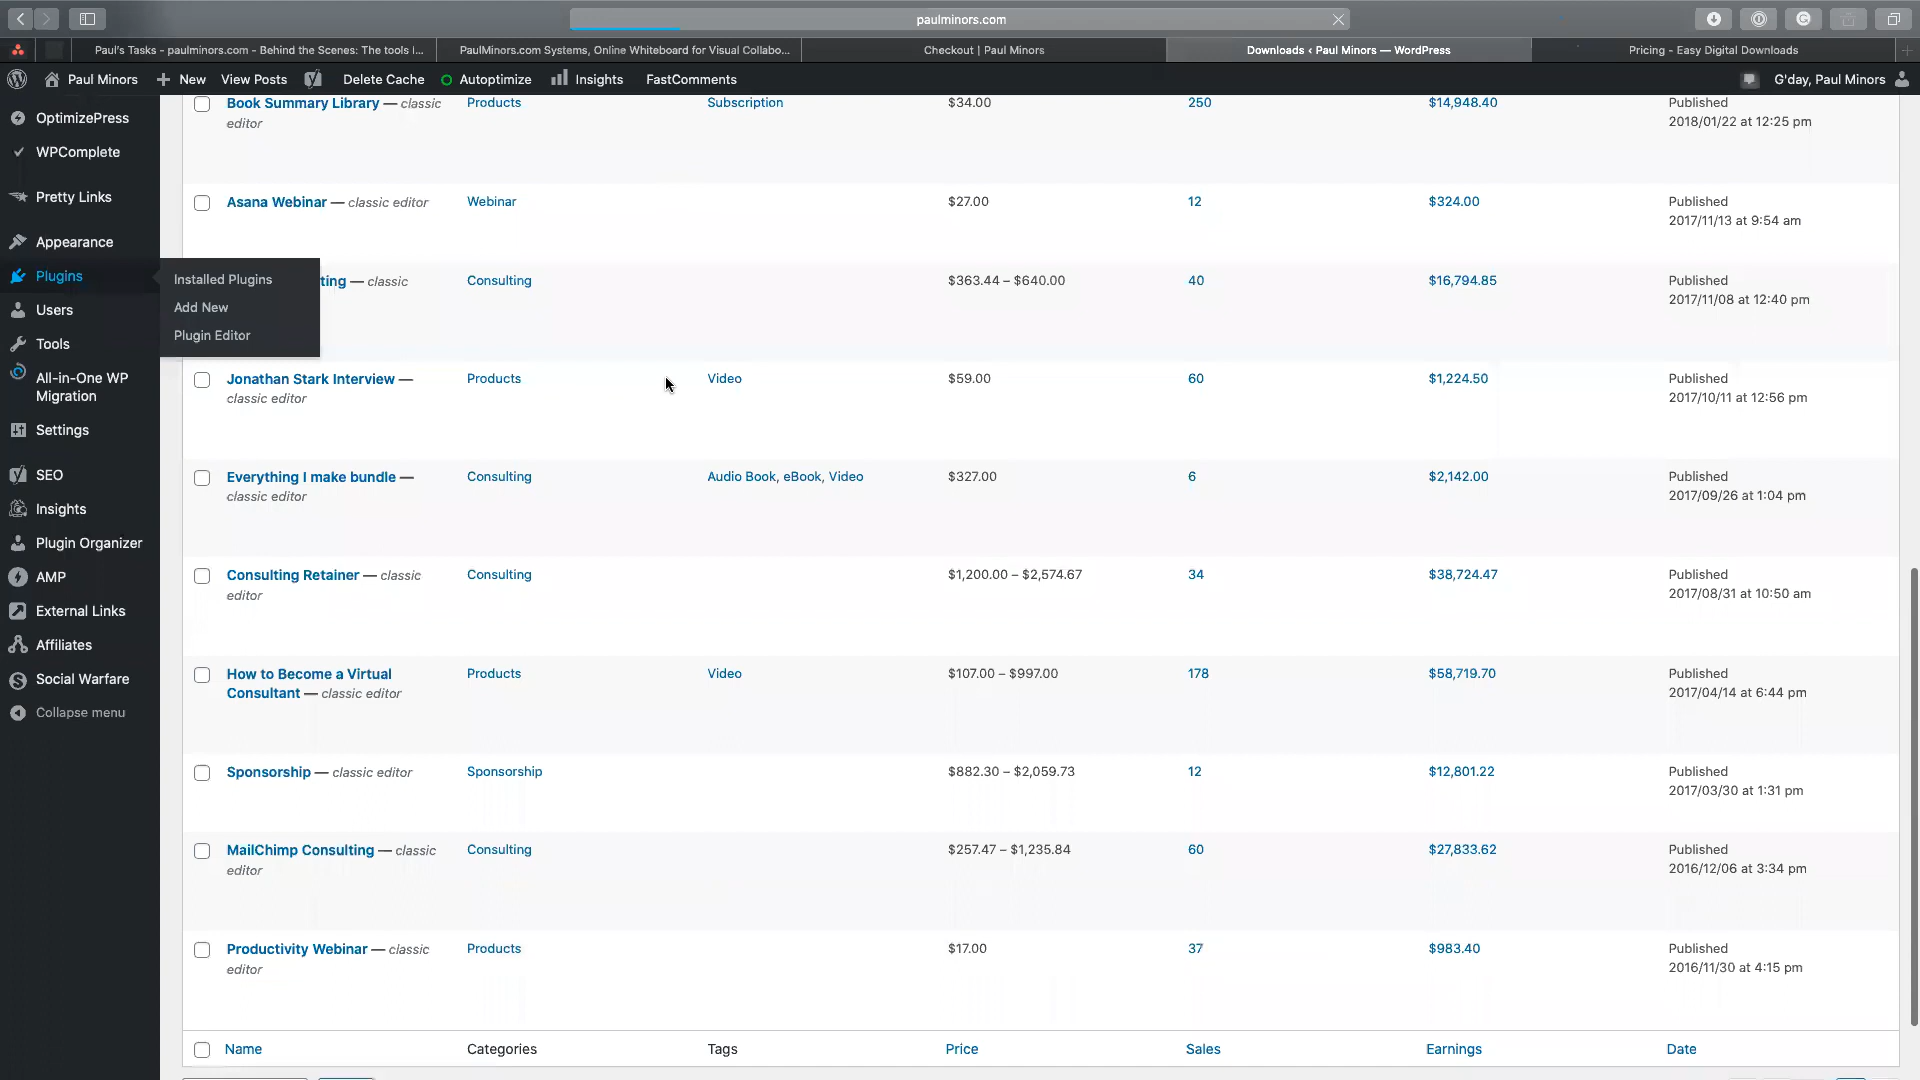 paulminors.com
Paul's Tasks - paulminors.com - Behind the Scenes: The tools I...
PaulMinors.com Systems, Online Whiteboard for Visual Collabo...
Checkout | Paul Minors
Downloads ‹ Paul Minors — WordPress
Pricing - Easy Digital Downloads
Paul Minors
New
View Posts
Delete Cache
Autoptimize
Insights
FastComments
G'day, Paul Minors
OptimizePress
WPComplete
Pretty Links
Appearance
Plugins
Users
Tools
All-in-One WP
Migration
Settings
SEO
Insights
Plugin Organizer
AMP
External Links
Affiliates
Social Warfare
Collapse menu
Installed Plugins
Add New
Plugin Editor
Book Summary Library — classic
editor
Products
Subscription
$34.00
250
$14,948.40
Published
2018/01/22 at 12:25 pm
Asana Webinar — classic editor
Webinar
$27.00
12
$324.00
Published
2017/11/13 at 9:54 am
ting — classic
Consulting
$363.44 – $640.00
40
$16,794.85
Published
2017/11/08 at 12:40 pm
Jonathan Stark Interview —
classic editor
Products
Video
$59.00
60
$1,224.50
Published
2017/10/11 at 12:56 pm
Everything I make bundle —
classic editor
Consulting
Audio Book, eBook, Video
$327.00
6
$2,142.00
Published
2017/09/26 at 1:04 pm
Consulting Retainer — classic
editor
Consulting
$1,200.00 – $2,574.67
34
$38,724.47
Published
2017/08/31 at 10:50 am
How to Become a Virtual
Consultant — classic editor
Products
Video
$107.00 – $997.00
178
$58,719.70
Published
2017/04/14 at 6:44 pm
Sponsorship — classic editor
Sponsorship
$882.30 – $2,059.73
12
$12,801.22
Published
2017/03/30 at 1:31 pm
MailChimp Consulting — classic
editor
Consulting
$257.47 – $1,235.84
60
$27,833.62
Published
2016/12/06 at 3:34 pm
Productivity Webinar — classic
editor
Products
$17.00
37
$983.40
Published
2016/11/30 at 4:15 pm
Name
Categories
Tags
Price
Sales
Earnings
Date